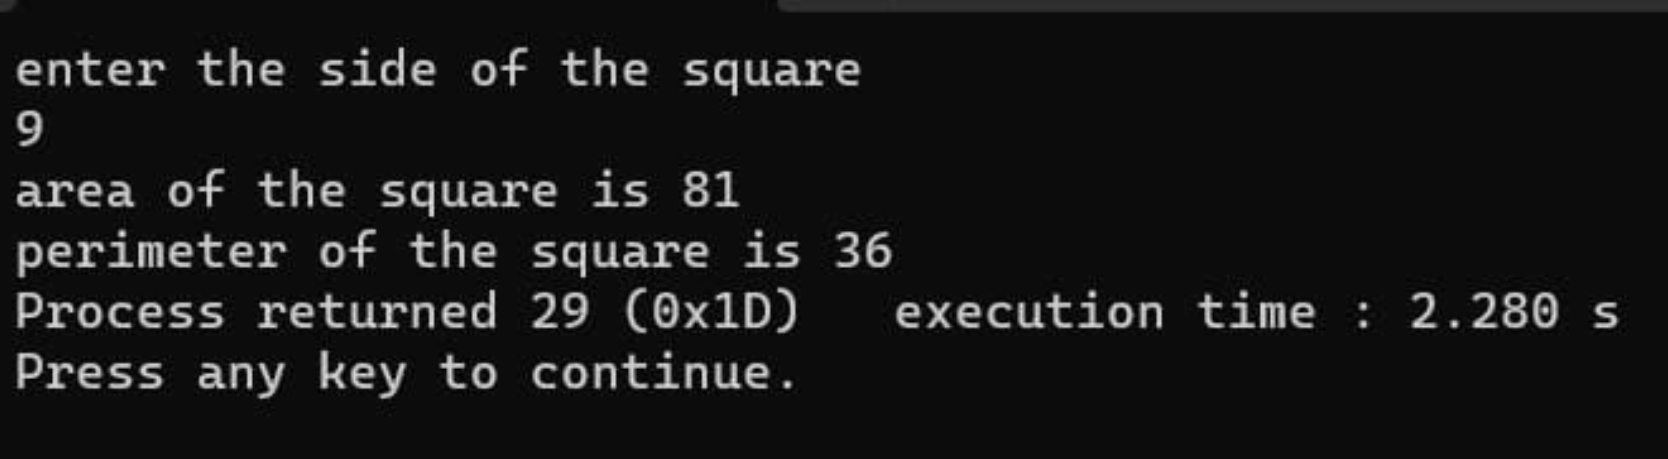 enter the side of the square
9
area of the square is 81
perimeter of the square is 36
Process returned 29 (0x1D)   execution time : 2.280 s
Press any key to continue.